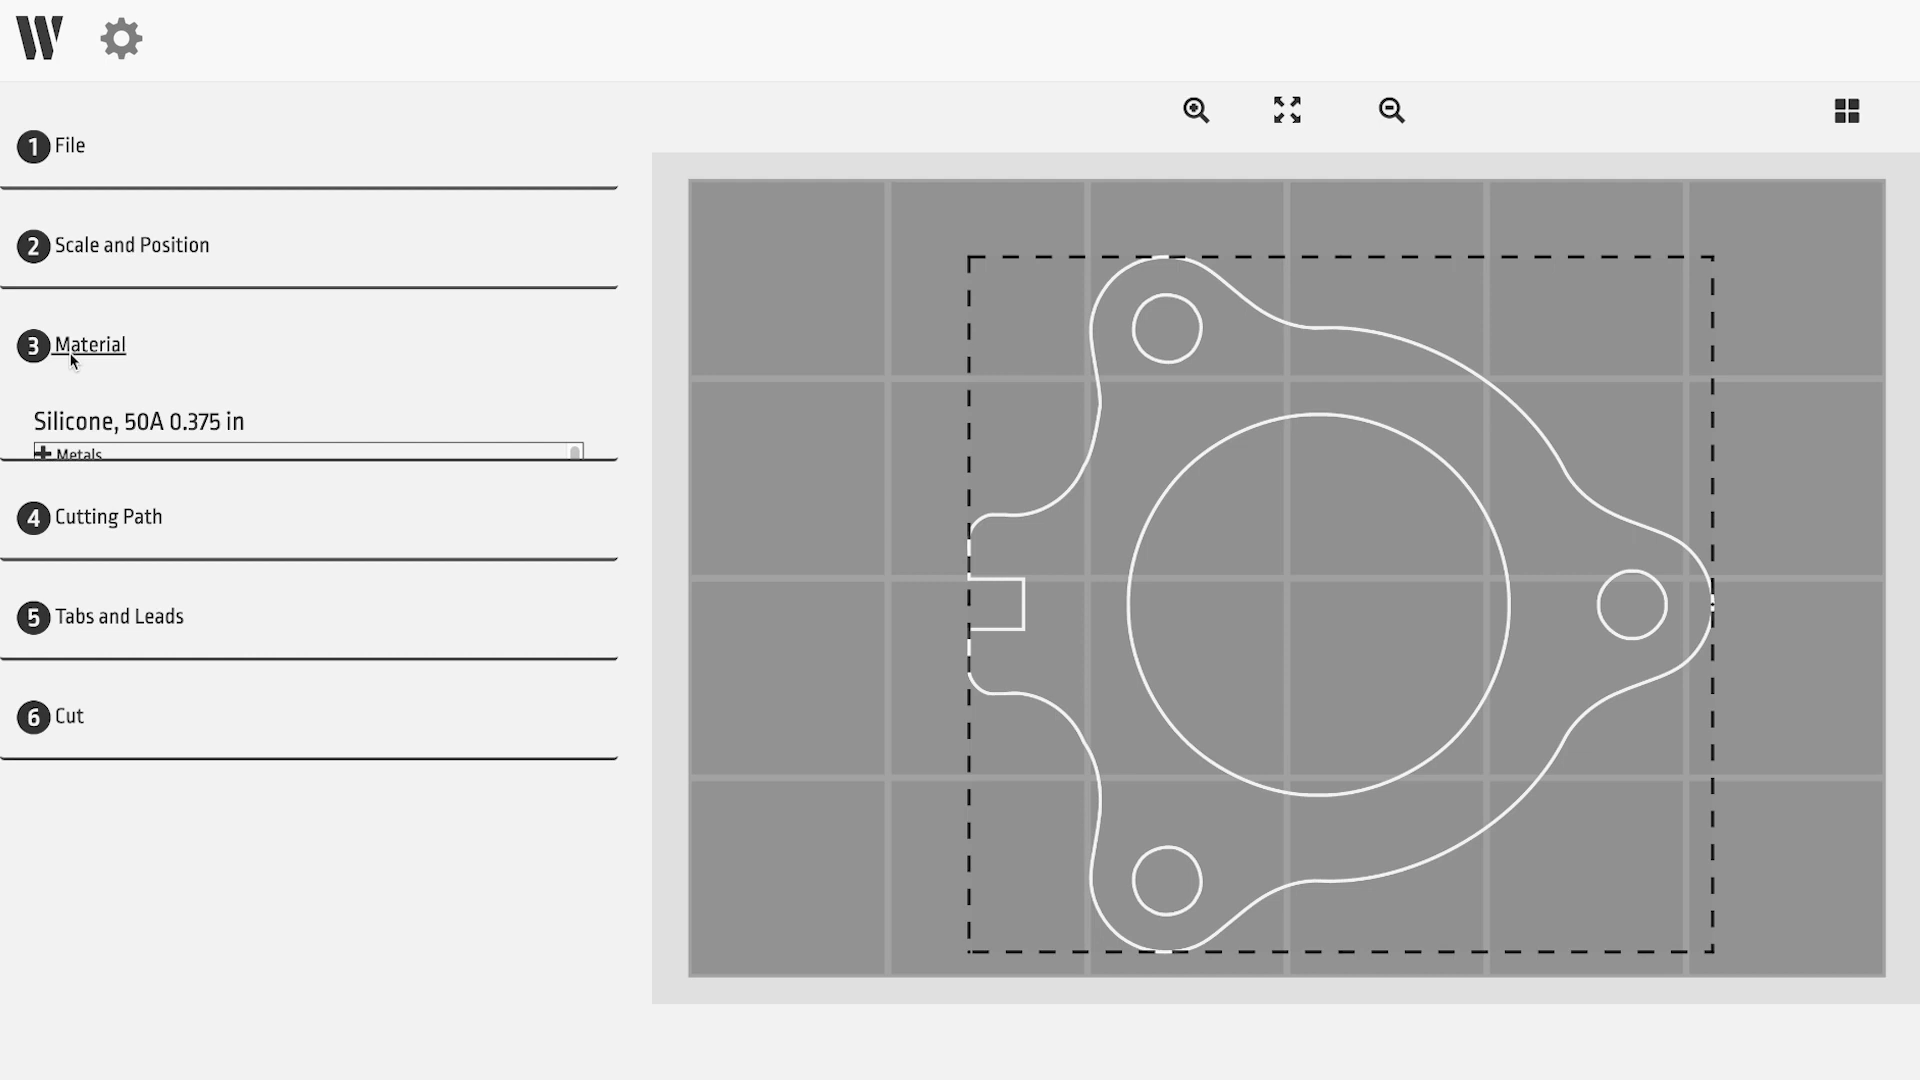 W
1 File
2 Scale and Position
3 Material
Silicone, 50A 0.375 in
Metals
4 Cutting Path
5 Tabs and Leads
6 Cut